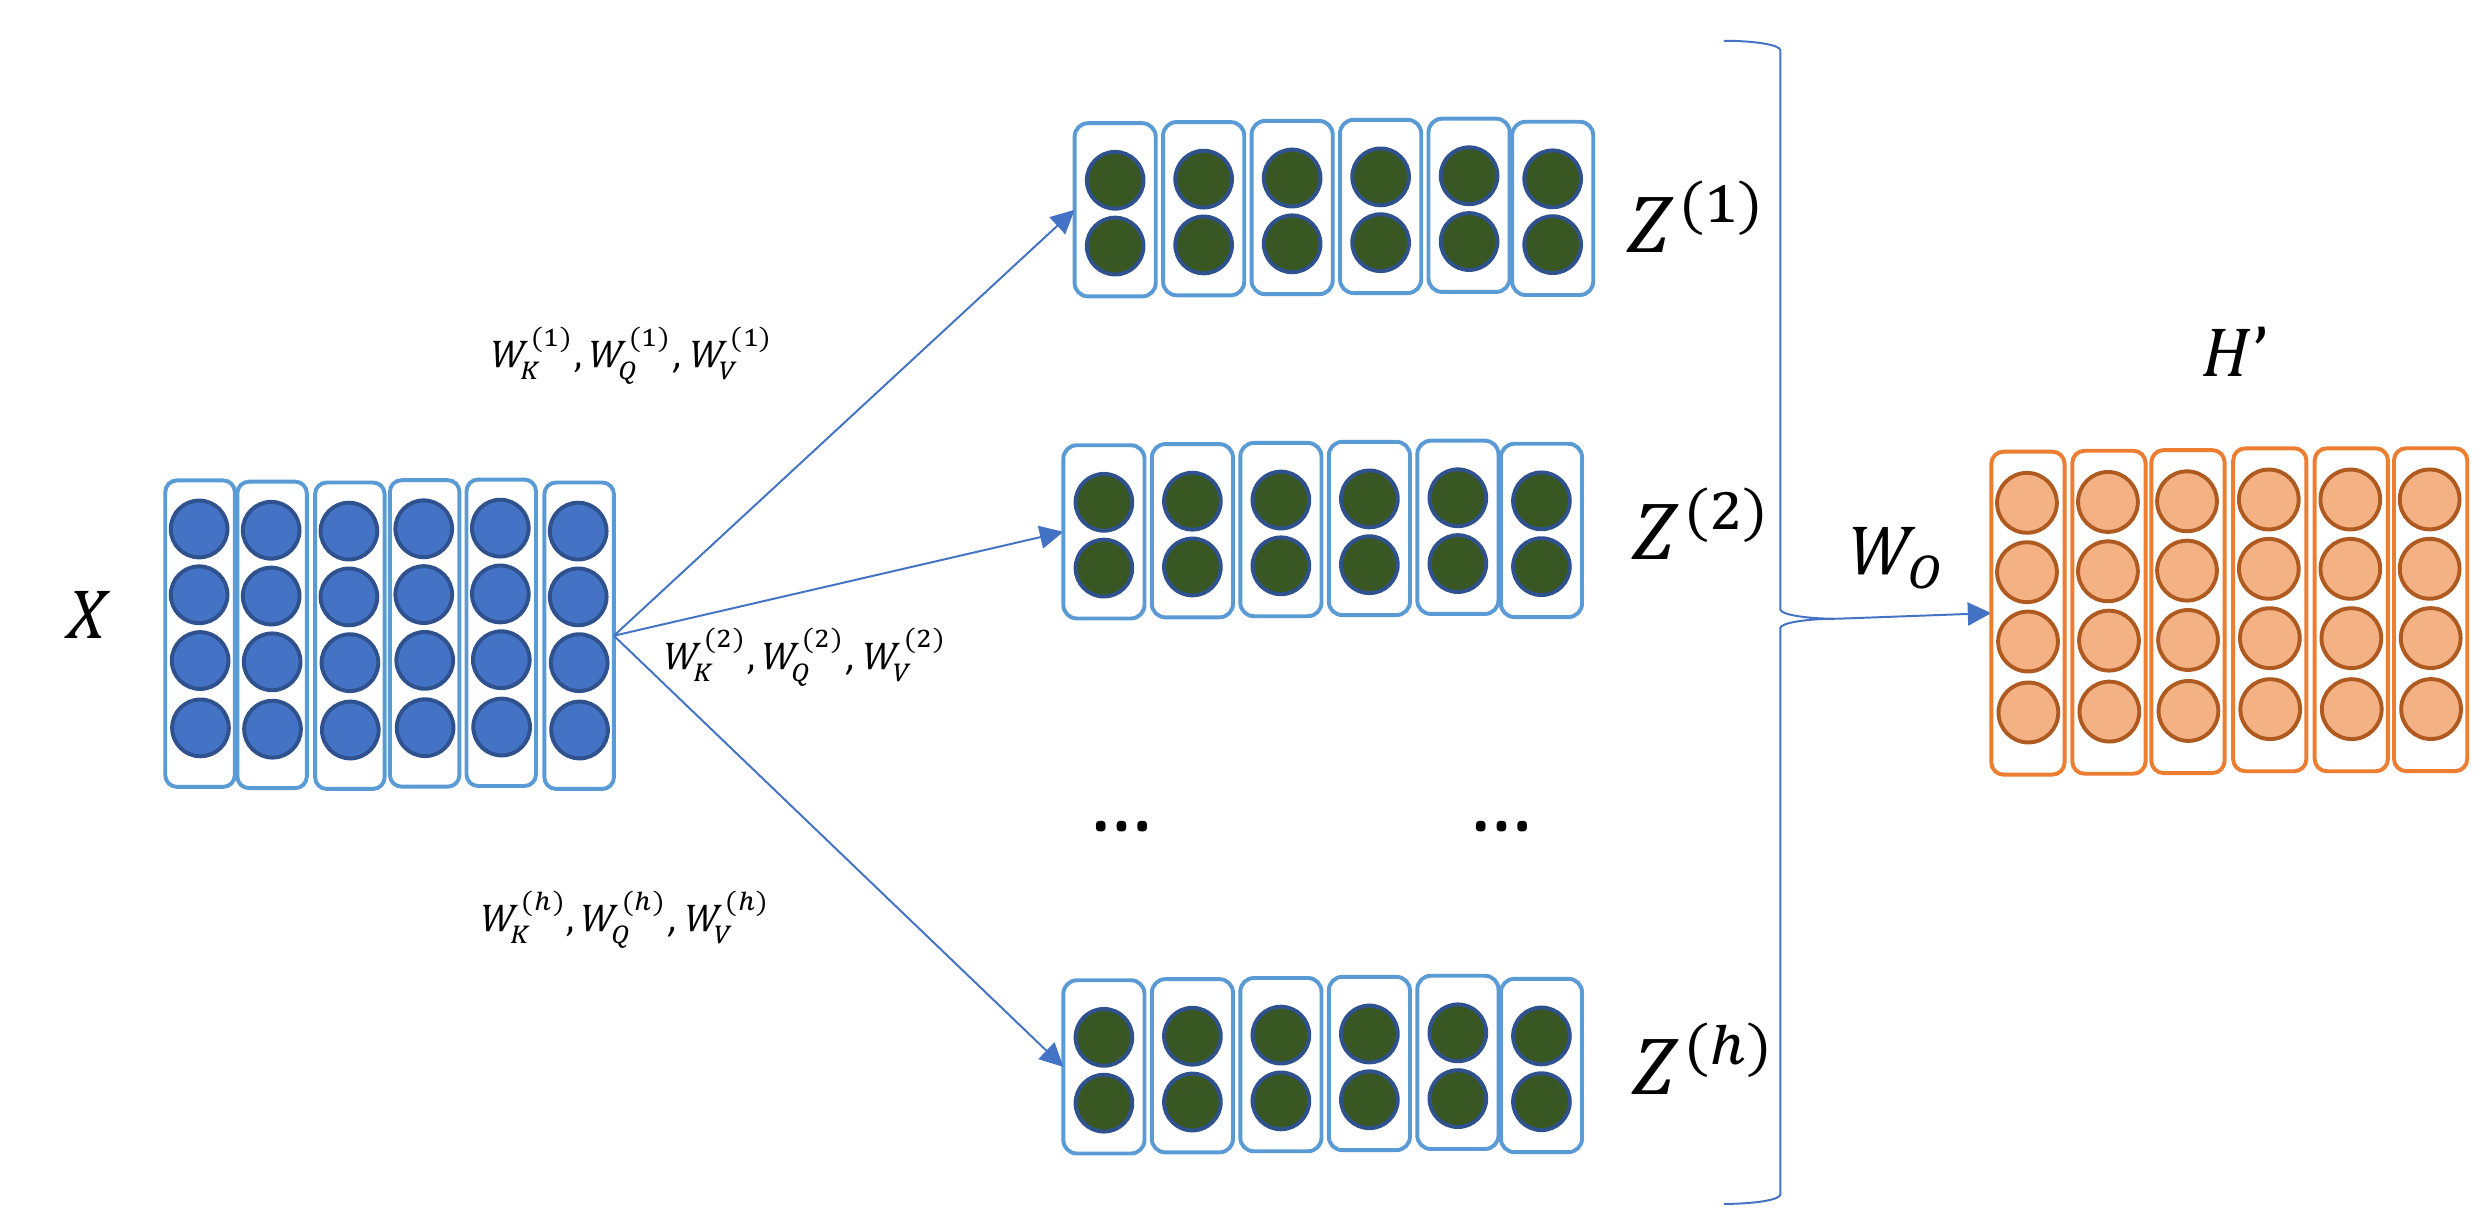 Z^{(1)}
W_K^{(1)}, W_Q^{(1)}, W_V^{(1)}
H’
Z^{(2)}
W_O
X
W_K^{(2)}, W_Q^{(2)}, W_V^{(2)}
... ...
W_K^{(h)}, W_Q^{(h)}, W_V^{(h)}
Z^{(h)}